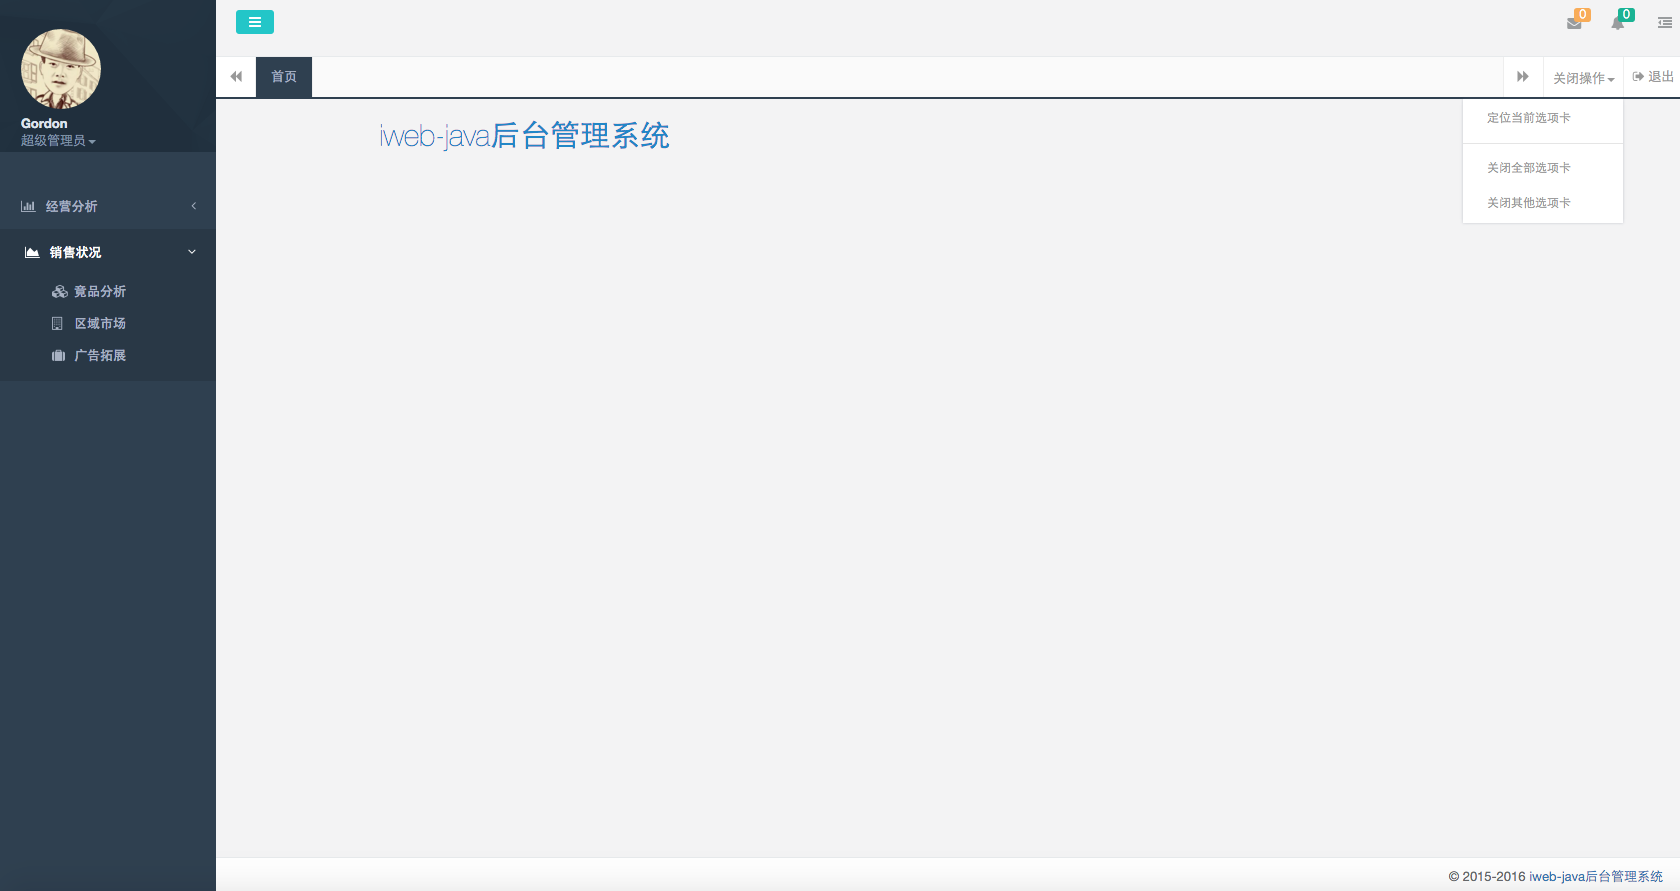 Gordon
超级管理员
经营分析
销售状况
竟品分析
区域市场
广告拓展
0
0
首页
关闭操作
退出
定位当前选项卡
关闭全部选项卡
关闭其他选项卡
iweb-java后台管理系统
© 2015-2016 iweb-java后台管理系统